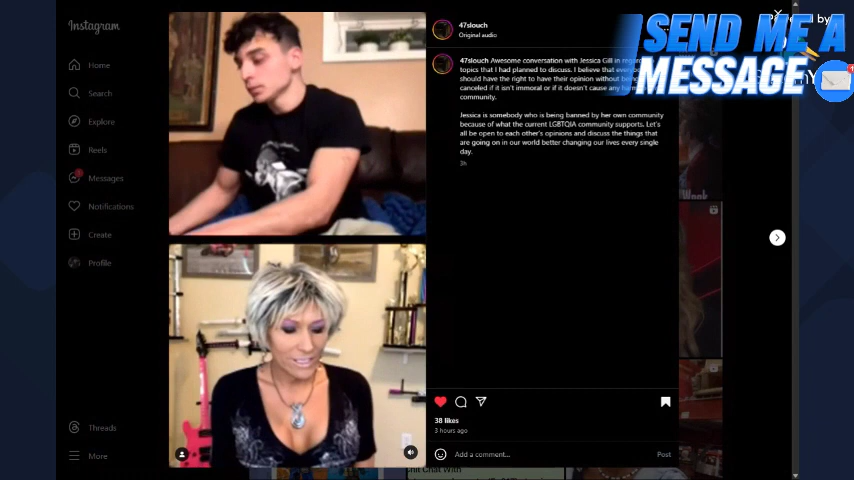 Instagram
Home
Search
Explore
Reels
Messages
Notifications
Create
Profile
Threads
More
47slouch
Original audio
47slouch Awesome conversation with Jessica Gill in
topics that I had planned to discuss. I believe that
should have the right to have their opinion without
canceled if it isn't immoral or if it doesn't cause any
community.
Jessica is somebody who is being banned by her own community
because of what the current LGBTQIA community supports. Let's
all be open to each other's opinions and discuss the things that
are going on in our world better changing our lives every single
day.
3h
38 likes
3 hours ago
Add a comment...
Post
SEND ME A
MESSAGE
by
Chat With